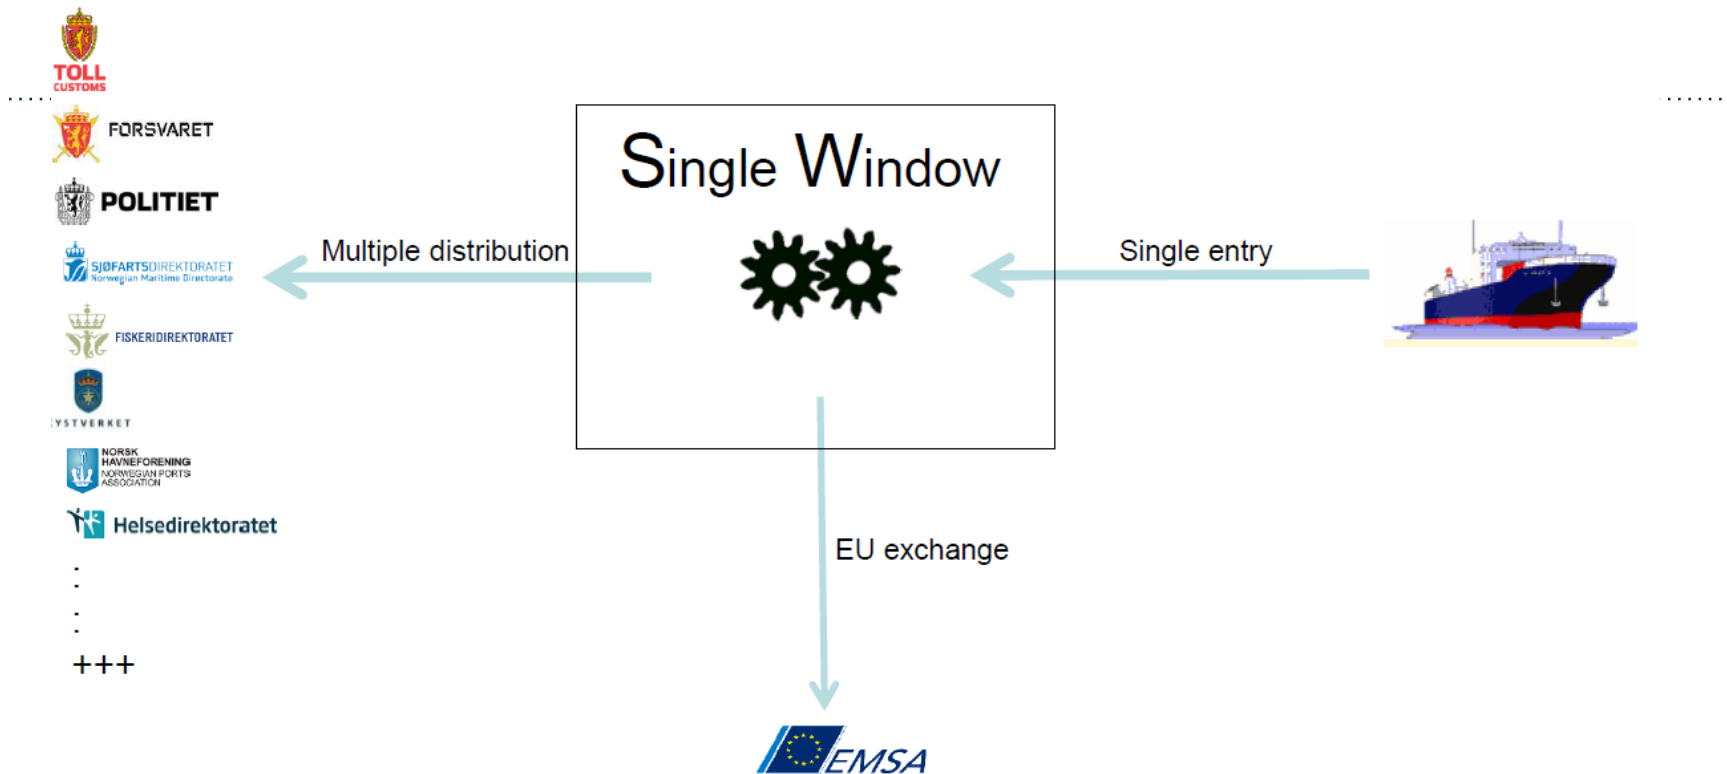 TOLL
CUSTOMS
FORSVARET
POLITIET
SJØFARTSDIREKTORATET
Norwegian Maritime Directorate
FISKERIDIREKTORATET
YSTVERKET
NORSK
HAVNEFORENING
NORWEGIAN PORTS
ASSOCIATION
Helsedirektoratet
:
:
+++
Multiple distribution
Single Window
Single entry
EU exchange
EMSA